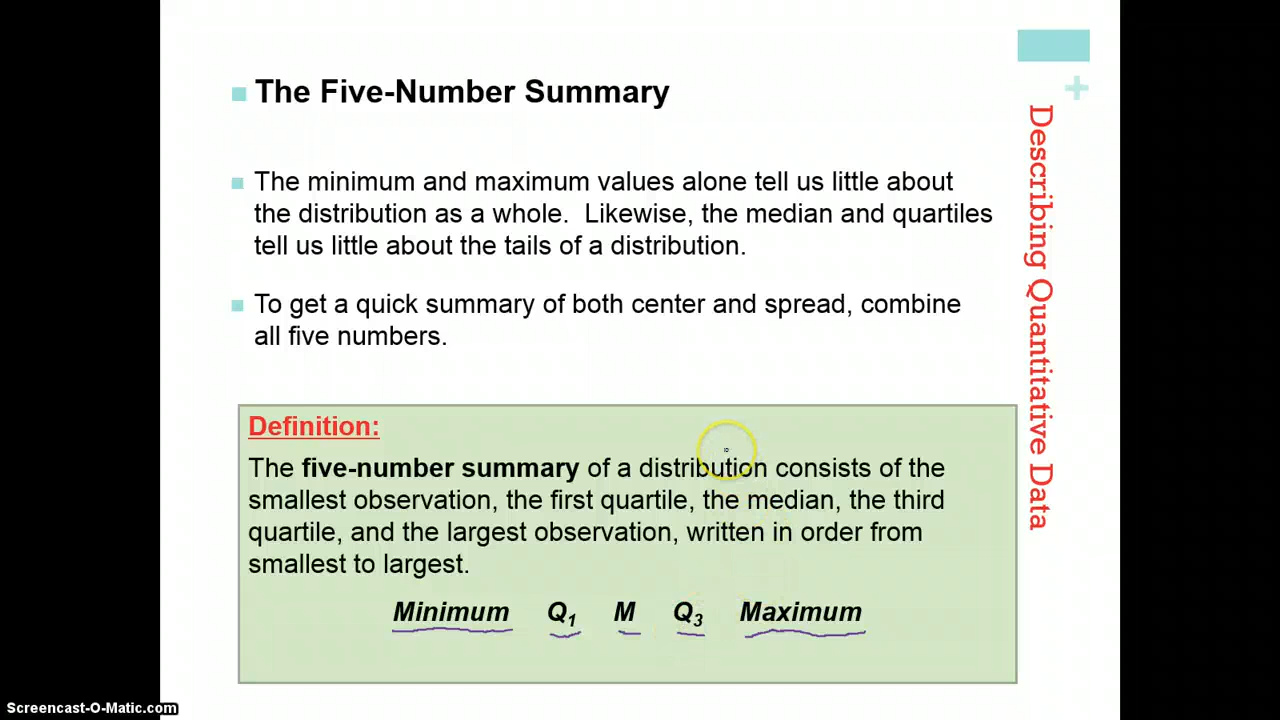 The Five-Number Summary
The minimum and maximum values alone tell us little about
the distribution as a whole.  Likewise, the median and quartiles
tell us little about the tails of a distribution.
To get a quick summary of both center and spread, combine
all five numbers.
Definition:
The five-number summary of a distribution consists of the
smallest observation, the first quartile, the median, the third
quartile, and the largest observation, written in order from
smallest to largest.
Minimum Q1 M Q3 Maximum
+
Describing Quantitative Data
Screencast-O-Matic.com